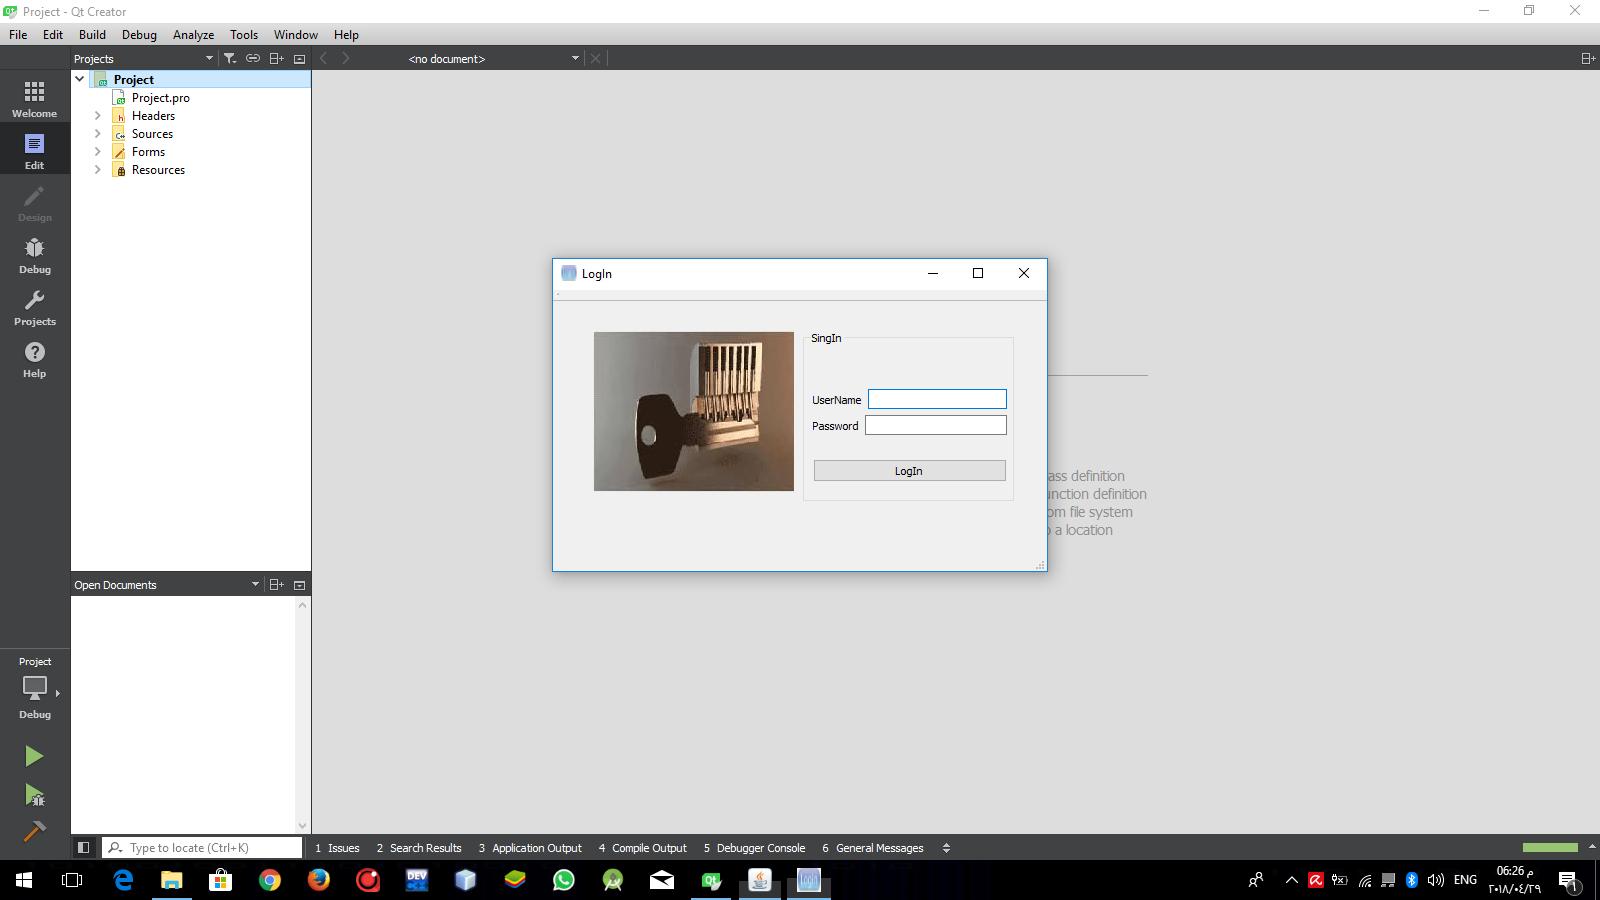 Project - Qt Creator
File Edit Build Debug Analyze Tools Window Help
Projects
<no document>
Welcome
Edit
Design
Debug
Projects
Help
Project
Project.pro
Headers
Sources
Forms
Resources
LogIn
SingIn
UserName
Password
LogIn
ass definition
unction definition
om file system
o a location
Open Documents
Project
Debug
Type to locate (Ctrl+K)
1 Issues 2 Search Results 3 Application Output 4 Compile Output 5 Debugger Console 6 General Messages
DEV
login
ENG
06:26 م
٢٠١٨/٠٤/٢٩
1